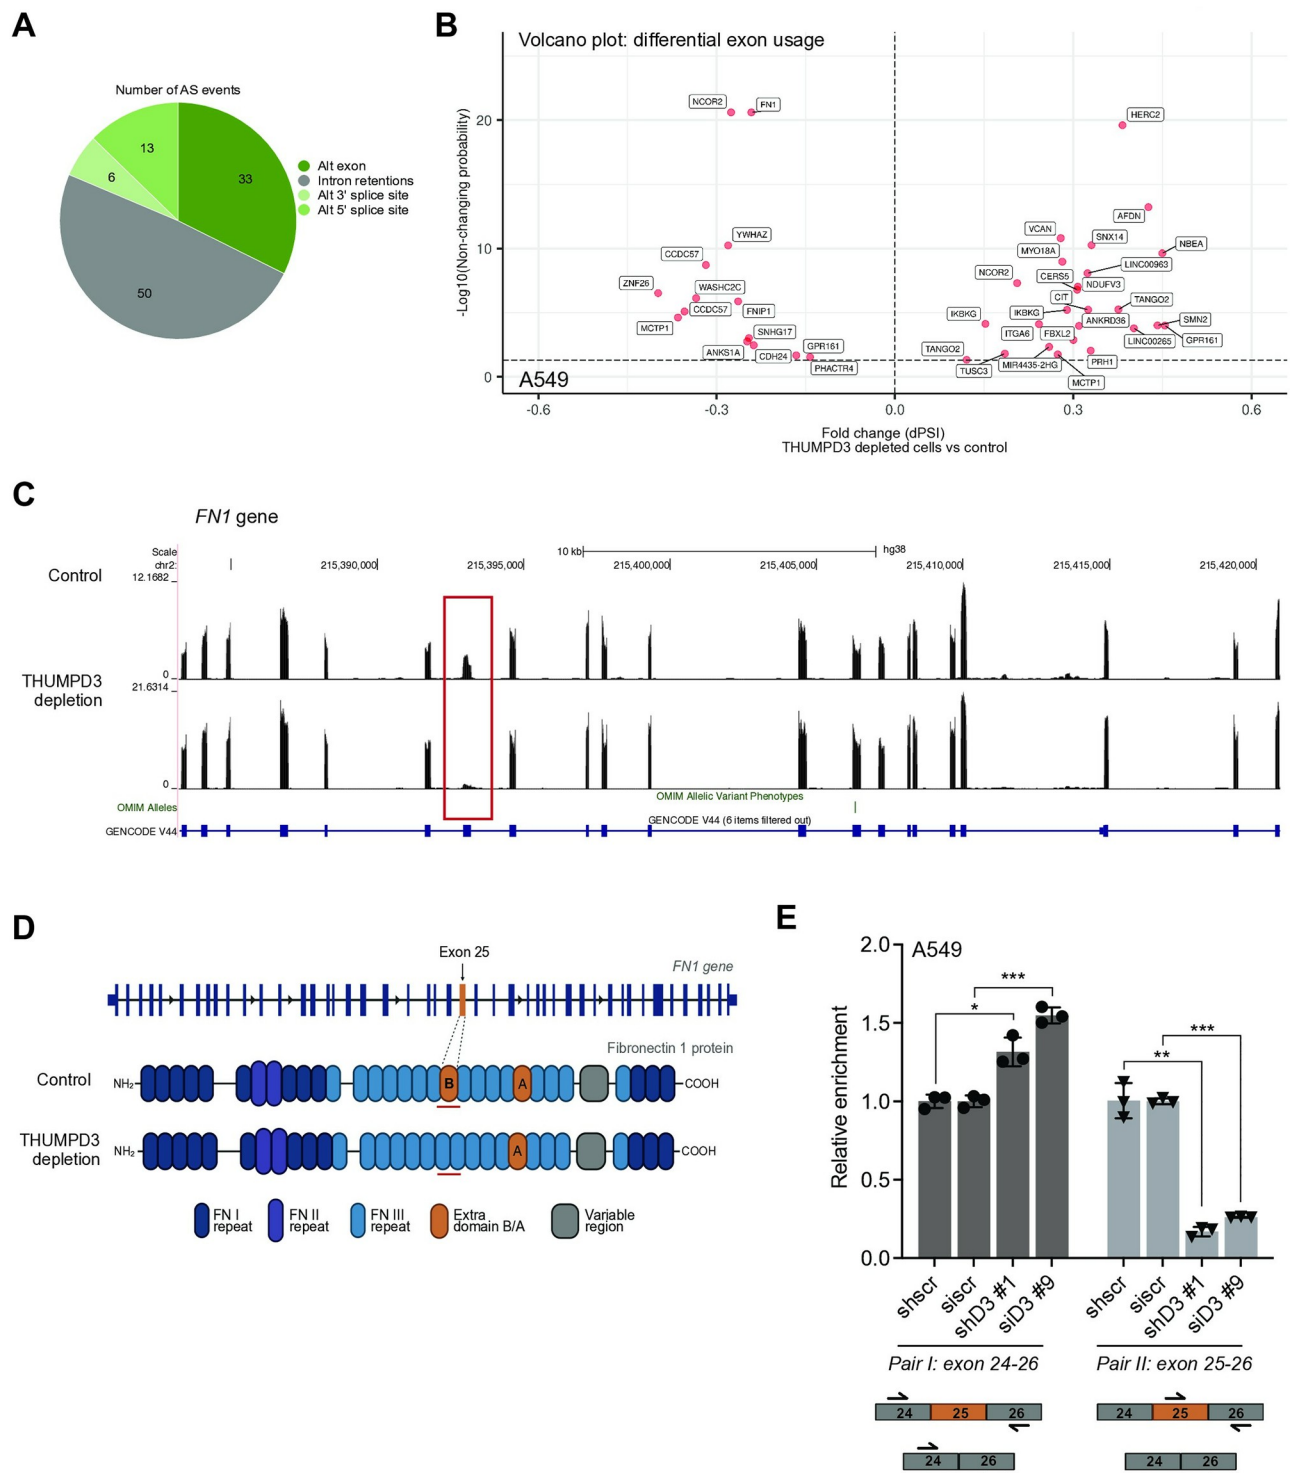 A
Number of AS events
13
33
6
50
Alt exon
Intron retentions
Alt 3' splice site
Alt 5' splice site
B
Volcano plot: differential exon usage
-Log10(Non-changing probability)
20
10
0
NCOR2
FN1
HERC2
AFDN
YWHAZ
VCAN
SNX14
NBEA
CCDC57
MYO18A
LINC00963
NCOR2
CERS5
NDUFV3
ZNF26
WASHC2C
CIT
TANGO2
CCDC57
FNIP1
IKBKG
IKBKG
ANKRD36
SMN2
MCTP1
SNHG17
ITGA6
FBXL2
LINC00265
GPR161
ANKS1A
CDH24
GPR161
TANGO2
PHACTR4
TUSC3
MIR4435-2HG
PRH1
MCTP1
A549
-0.6
-0.3
0.0
0.3
0.6
Fold change (dPSI)
THUMPD3 depleted cells vs control
C
FN1 gene
Scale
10 kb
hg38
chr2:
215,390,000
215,395,000
215,400,000
215,405,000
215,410,000
215,415,000
215,420,000
Control
12.1682
0
THUMPD3
depletion
21.6314
0
OMIM Allelic Variant Phenotypes
OMIM Alleles
GENCODE V44 (6 items filtered out)
GENCODE V44
D
Exon 25
FN1 gene
Fibronectin 1 protein
Control
NH₂
B
A
COOH
THUMPD3
depletion
NH₂
A
COOH
FN I
repeat
FN II
repeat
FN III
repeat
Extra
domain B/A
Variable
region
E
A549
Relative enrichment
2.0
1.5
1.0
0.5
0.0
***
*
***
**
shscr
siscr
shD3 #1
siD3 #9
shscr
siscr
shD3 #1
siD3 #9
Pair I: exon 24-26
Pair II: exon 25-26
24 25 26
24 25 26
24 26
24 26